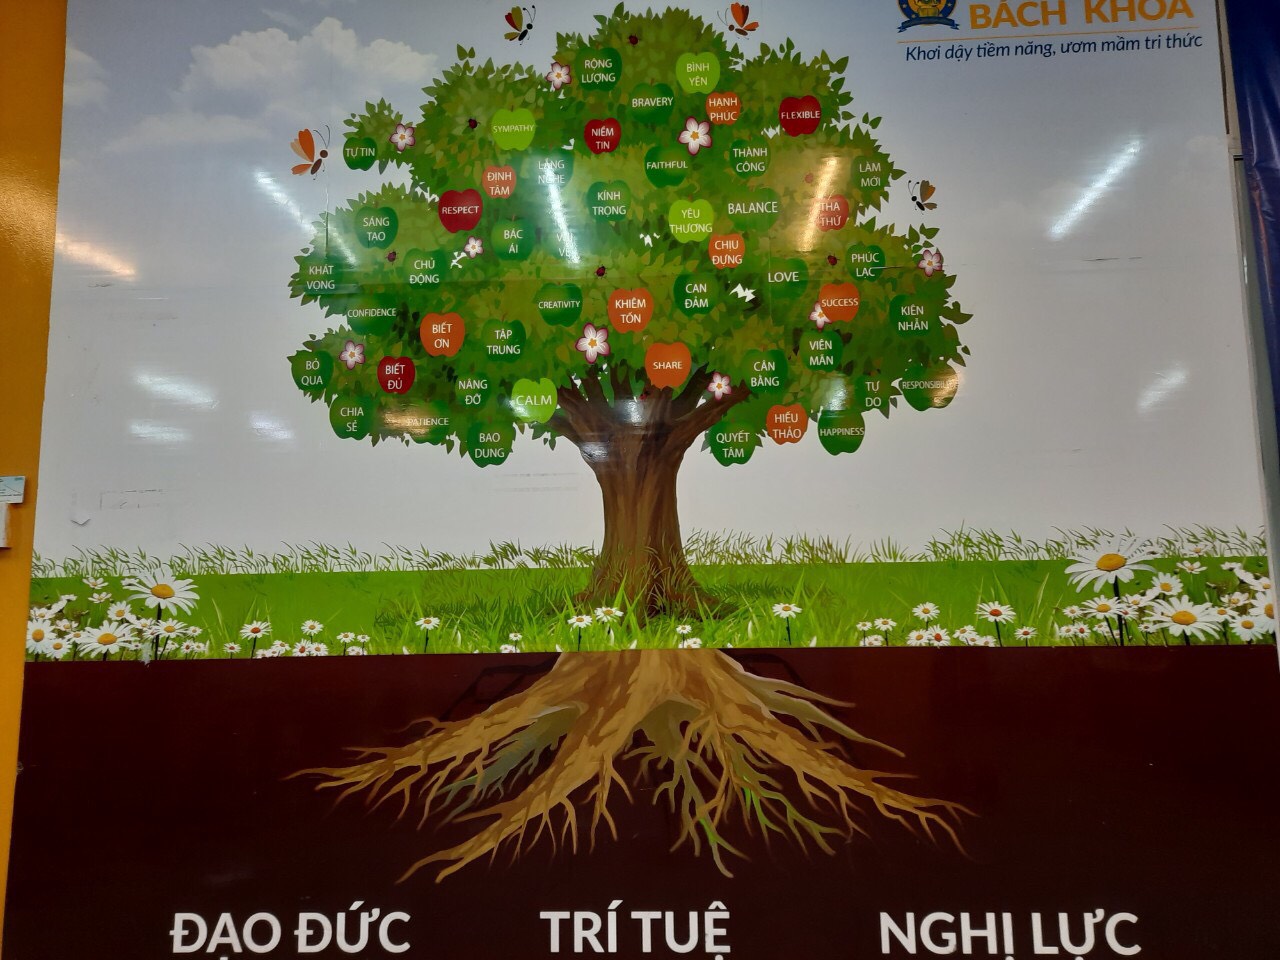 BÁCH KHOA
Khơi dậy tiềm năng, ươm mầm tri thức
RỘNG
LƯỢNG
BÌNH
YÊN
BRAVERY
HẠNH
PHÚC
FLEXIBLE
SYMPATHY
NIỀM
TIN
TỰ TIN
LẮNG
NGHE
FAITHFUL
THÀNH
CÔNG
LÀM
MỚI
ĐỊNH
TÂM
KÍNH
TRỌNG
RESPECT
YÊU
THƯƠNG
BALANCE
THA
THỨ
SÁNG
TẠO
BÁC
ÁI
CHỊU
ĐỰNG
KHÁT
VỌNG
CHỦ
ĐỘNG
LOVE
PHÚC
LẠC
CONFIDENCE
CREATIVITY
KHIÊM
TỐN
CAN
ĐẢM
SUCCESS
KIÊN
NHẪN
BIẾT
ƠN
TẬP
TRUNG
VIÊN
MÃN
BỎ
QUA
BIẾT
ĐỦ
SHARE
CÂN
BẰNG
NÂNG
ĐỠ
CALM
TỰ
DO
CHIA
SẺ
PATIENCE
BAO
DUNG
QUYẾT
TÂM
HIẾU
THẢO
HAPPINESS
ĐẠO ĐỨC
TRÍ TUỆ
NGHỊ LỰC